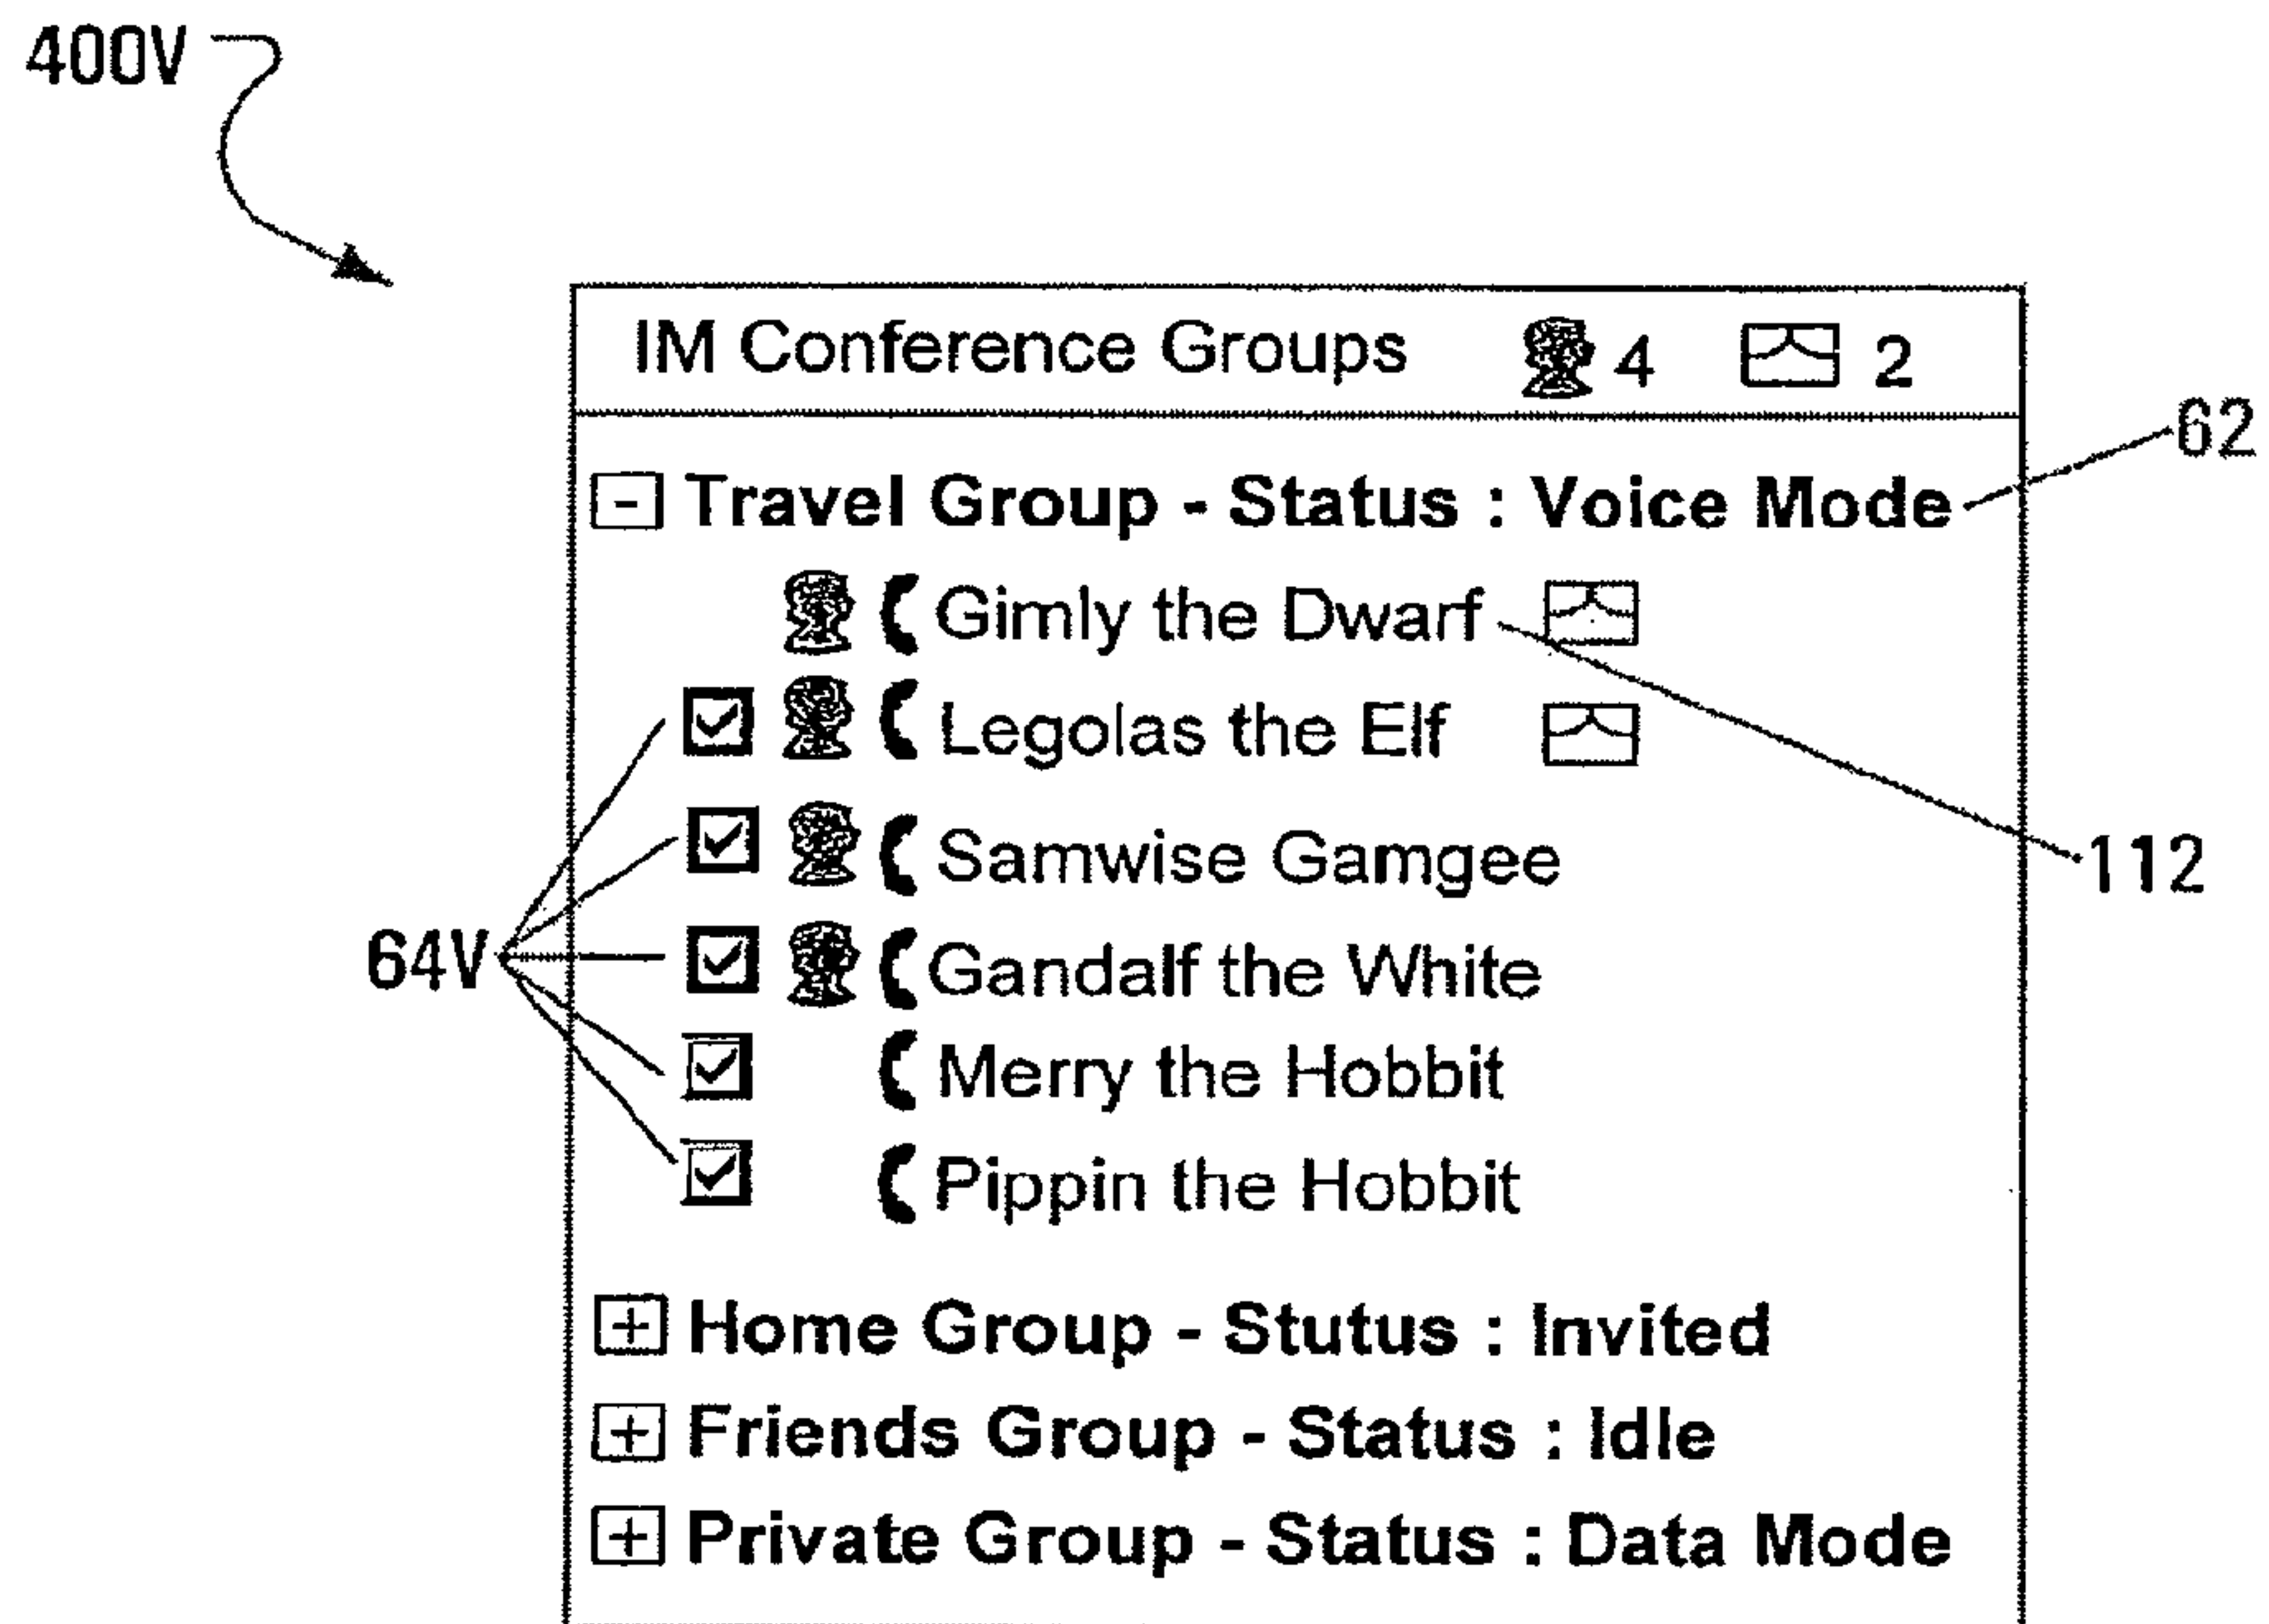 400V
IM Conference Groups 4 2
62
- Travel Group - Status : Voice Mode
Gimly the Dwarf
Legolas the Elf
Samwise Gamgee
112
64V
Gandalf the White
Merry the Hobbit
Pippin the Hobbit
+ Home Group - Stutus : Invited
+ Friends Group - Status : Idle
+ Private Group - Status : Data Mode